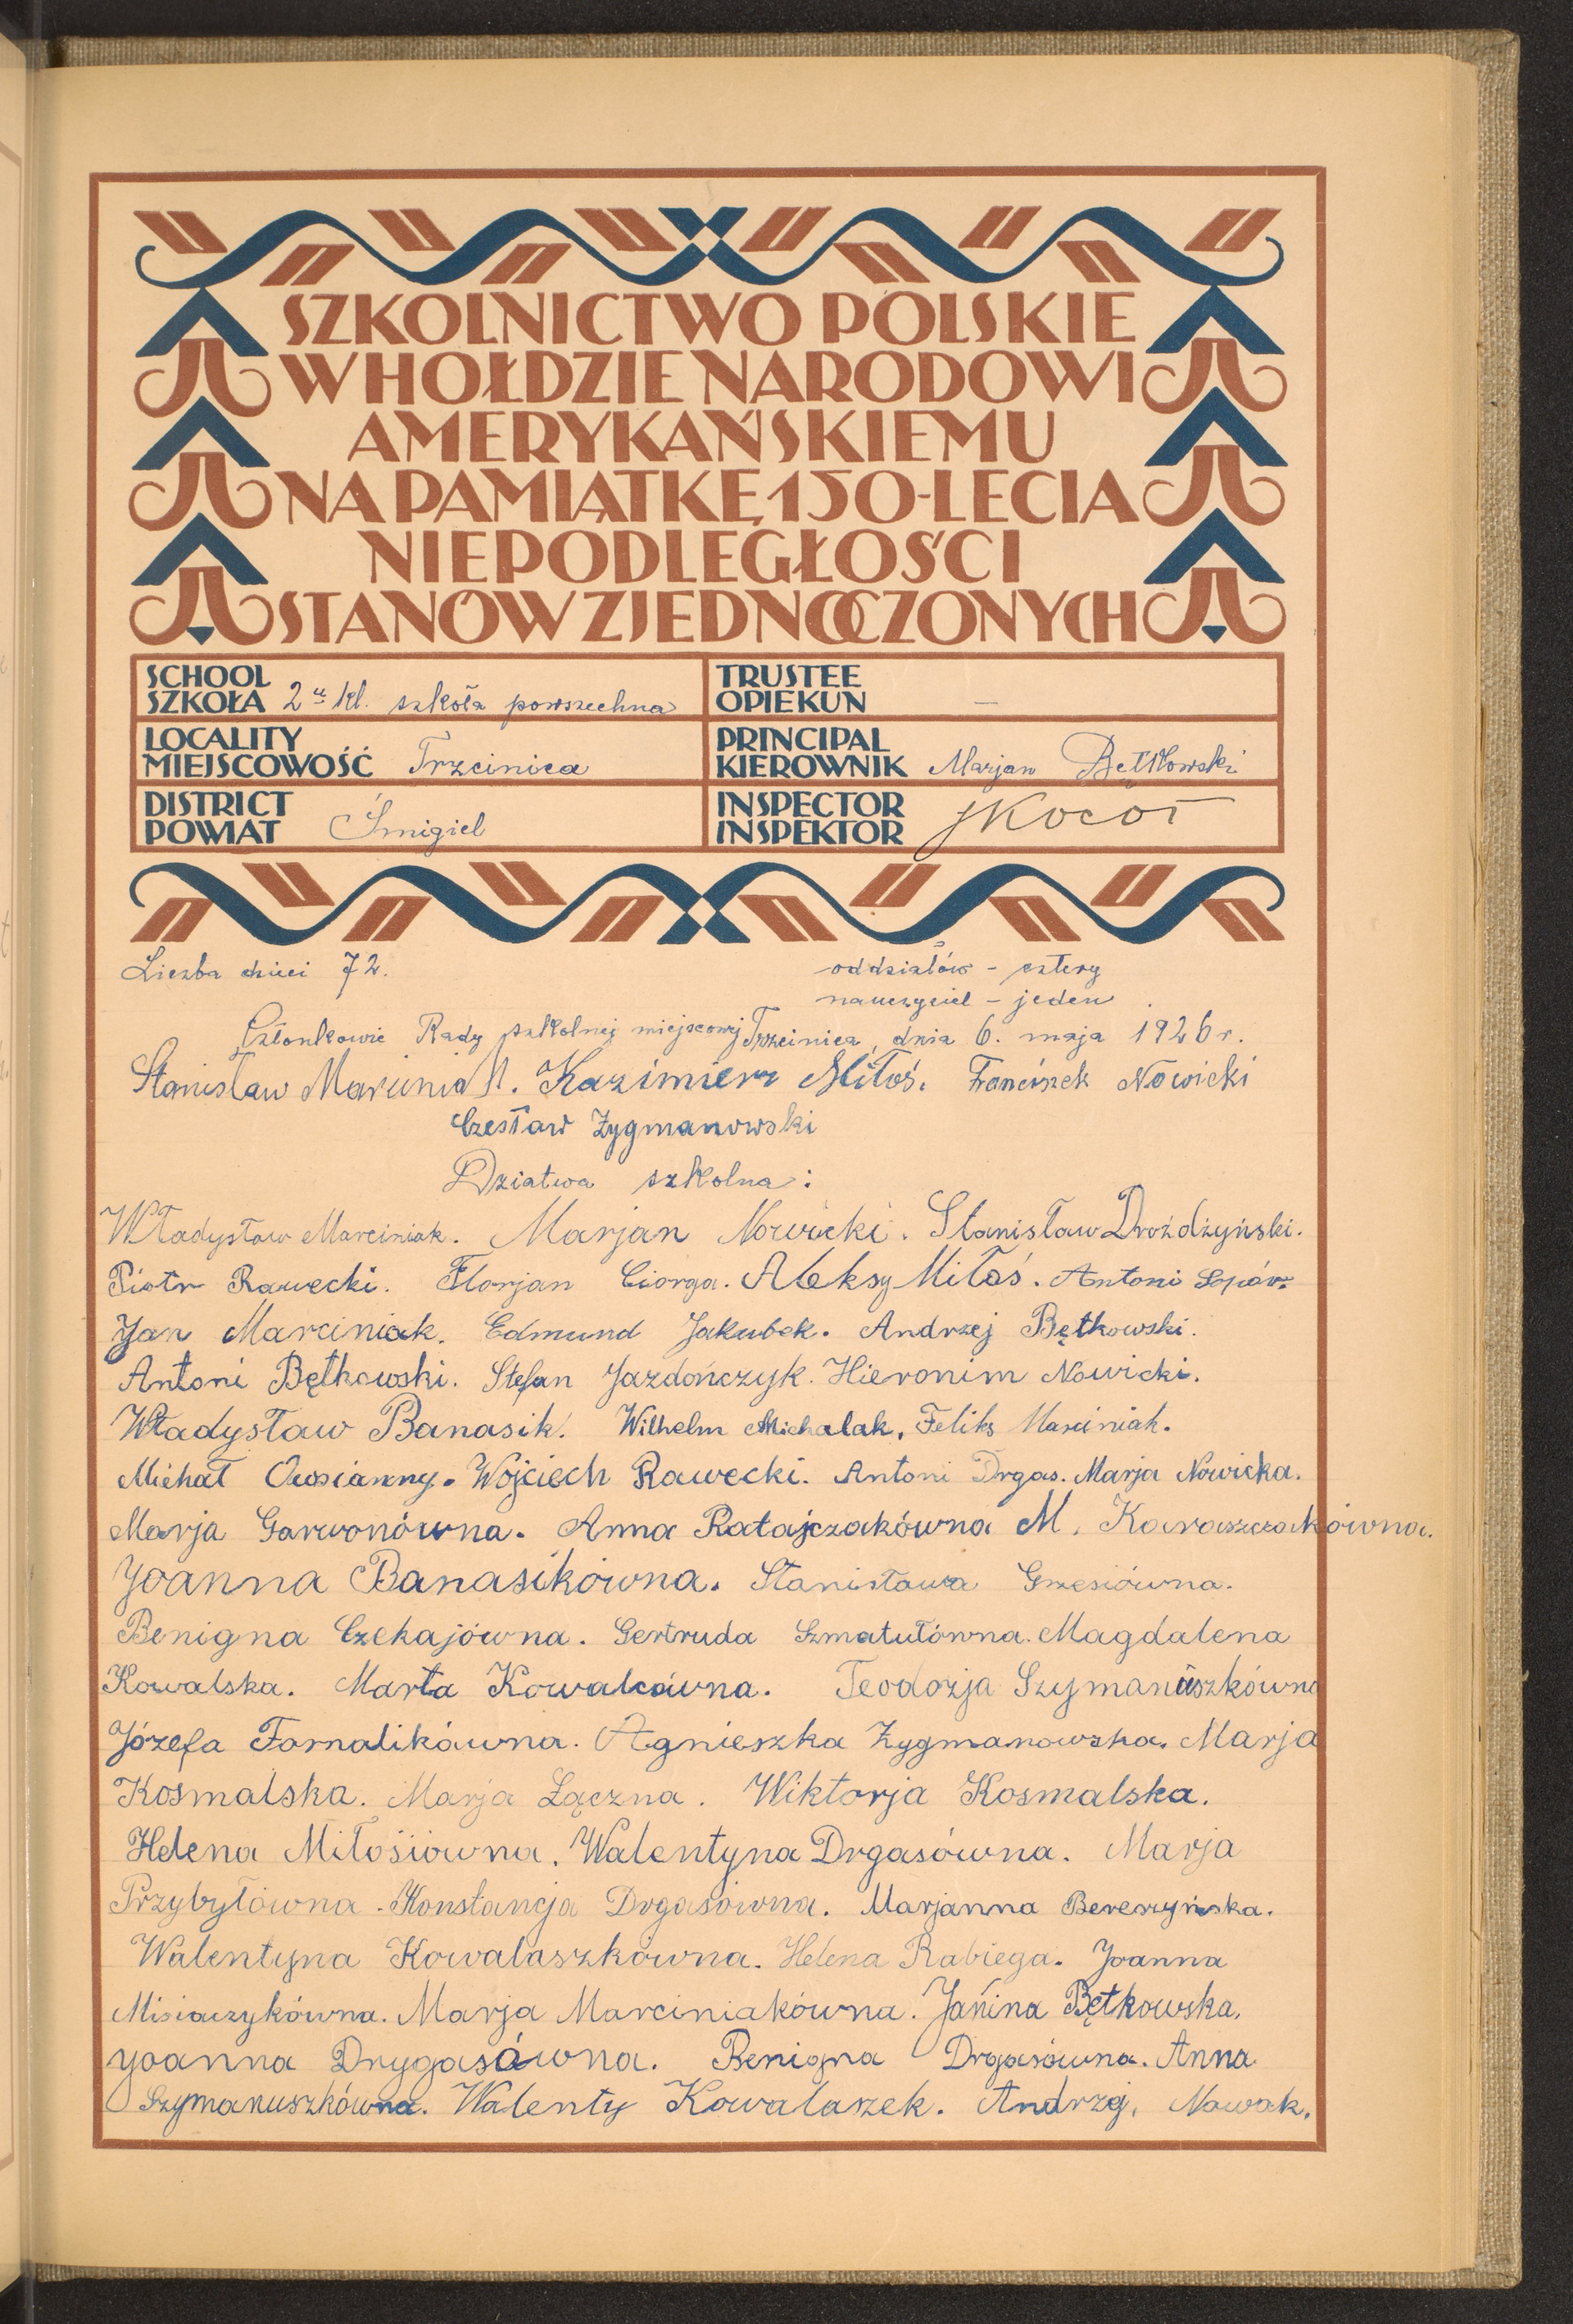 SZKOLNICTWO POLSKIE
W HOŁDZIE NARODOWI
AMERYKAŃSKIEMU
NA PAMIĄTKĘ 150-LECIA
NIEPODLEGŁOŚCI
STANÓW ZJEDNOCZONYCH
SCHOOL
SZKOŁA 2 u kl. szkoła powszechna
TRUSTEE
OPIEKUN —
LOCALITY
MIEJSCOWOŚĆ Trzcinica
PRINCIPAL
KIEROWNIK Marjan Bętkowski
DISTRICT
POWIAT Śmigiel
INSPECTOR
INSPEKTOR JKocot
Liczba dzieci 72.
oddziałów - cztery
nauczyciel - jeden
Członkowie Rady szkolnej miejscowej Trzcinica, dnia 6. maja 1926 r.
Stanisław Marciniak. Kazimierz Miłoś. Franciszek Nowicki
Czesław Zygmanowski
Dziatwa szkolna:
Władysław Marciniak. Marjan Nowicki. Stanisław Drożdżyński.
Piotr Rawecki. Florjan Ciorga. Aleksy Miłoś. Antoni
Jan Marciniak. Edmund Jakubek. Andrzej Bętkowski.
Antoni Bętkowski. Stefan Jazdończyk. Hieronim Nowicki.
Władysław Banasik. Wilhelm Michalak. Feliks Marciniak.
Michał Owsianny. Wojciech Rawecki. Antoni Drgas. Marja Nowicka.
Marja Garwonówna. Anna Ratajczakówna M. Karaszczakówna.
Joanna Banasikówna. Stanisława Grzesiówna.
Benigna Czekajówna. Gertruda Szmatułówna. Magdalena
Kowalska. Marta Kowalcówna. Teodozja Szymanuszkówna
Józefa Fornalikówna. Agnieszka Zygmanowska. Marja
Kosmalska. Marja Łączna. Wiktorja Kosmalska.
Helena Miłosiówna. Walentyna Drgasówna. Marja
Przybyłówna. Konstancja Drgasówna. Marjanna Berezyńska.
Walentyna Kowalaszkówna. Helena Rabiega. Joanna
Misiaczykówna. Marja Marciniakówna. Janina Bętkowska.
Joanna Drygasówna. Benigna Drgasówna. Anna
Szymanuszkówna. Walenty Kowalaszek. Andrzej. Nowak.